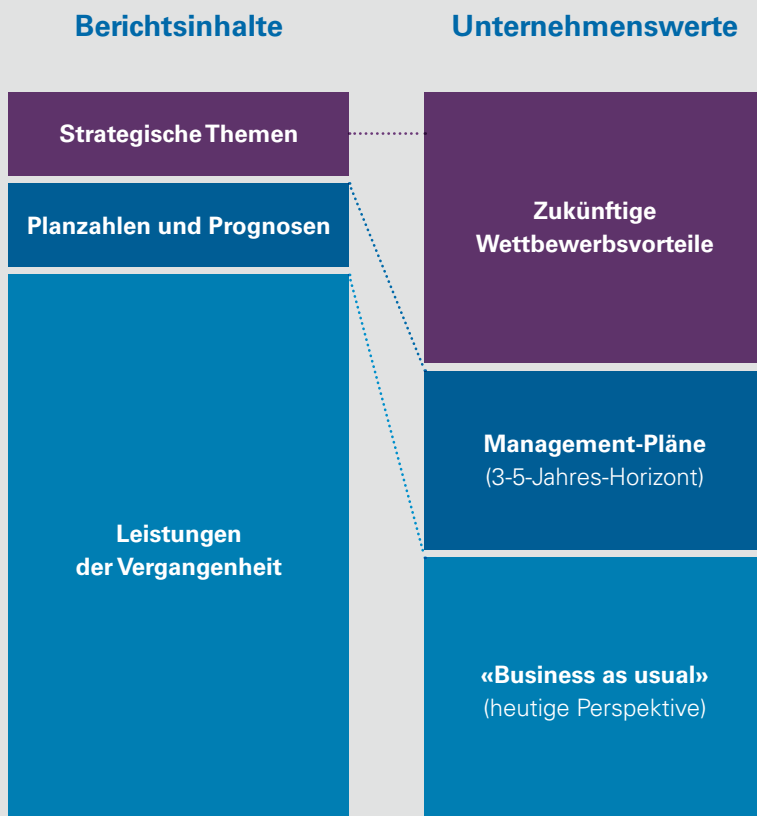 Berichtsinhalte
Unternehmenswerte
Strategische Themen
Planzahlen und Prognosen
Leistungen
der Vergangenheit
Zukünftige
Wettbewerbsvorteile
Management-Pläne
(3-5-Jahres-Horizont)
«Business as usual»
(heutige Perspektive)